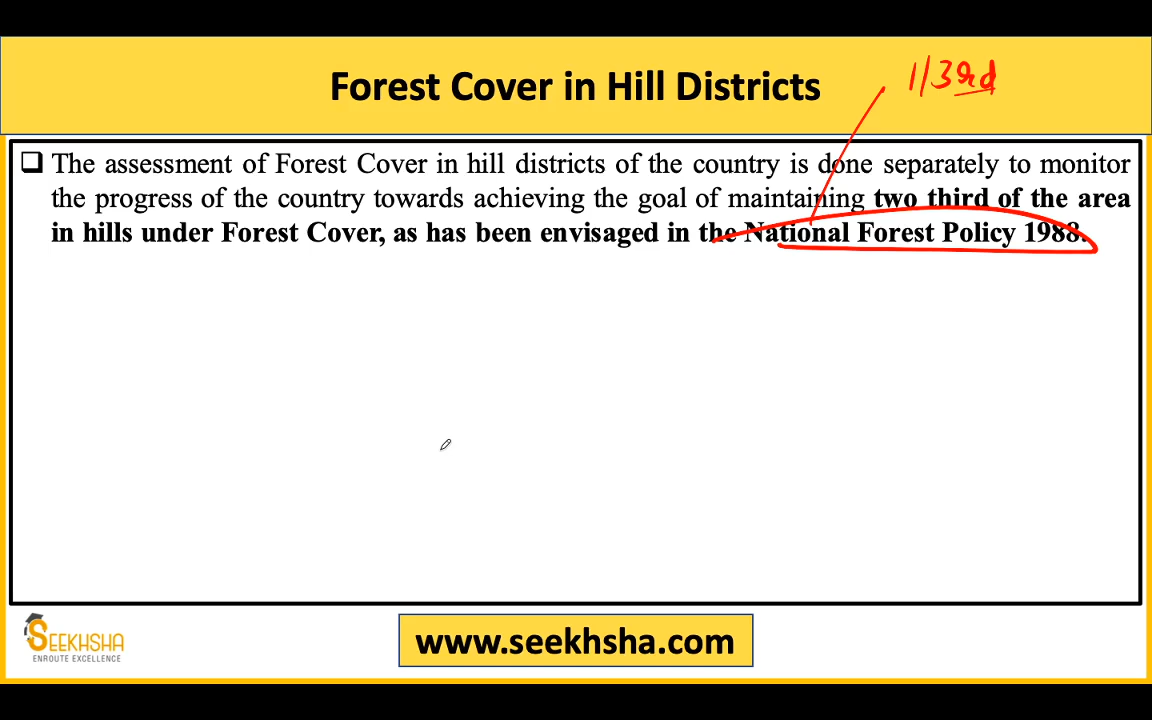 Forest Cover in Hill Districts
1/3rd
❑ The assessment of Forest Cover in hill districts of the country is done separately to monitor
the progress of the country towards achieving the goal of maintaining two third of the area
in hills under Forest Cover, as has been envisaged in the National Forest Policy 1988.
SEEKHSHA
ENROUTE EXCELLENCE
www.seekhsha.com